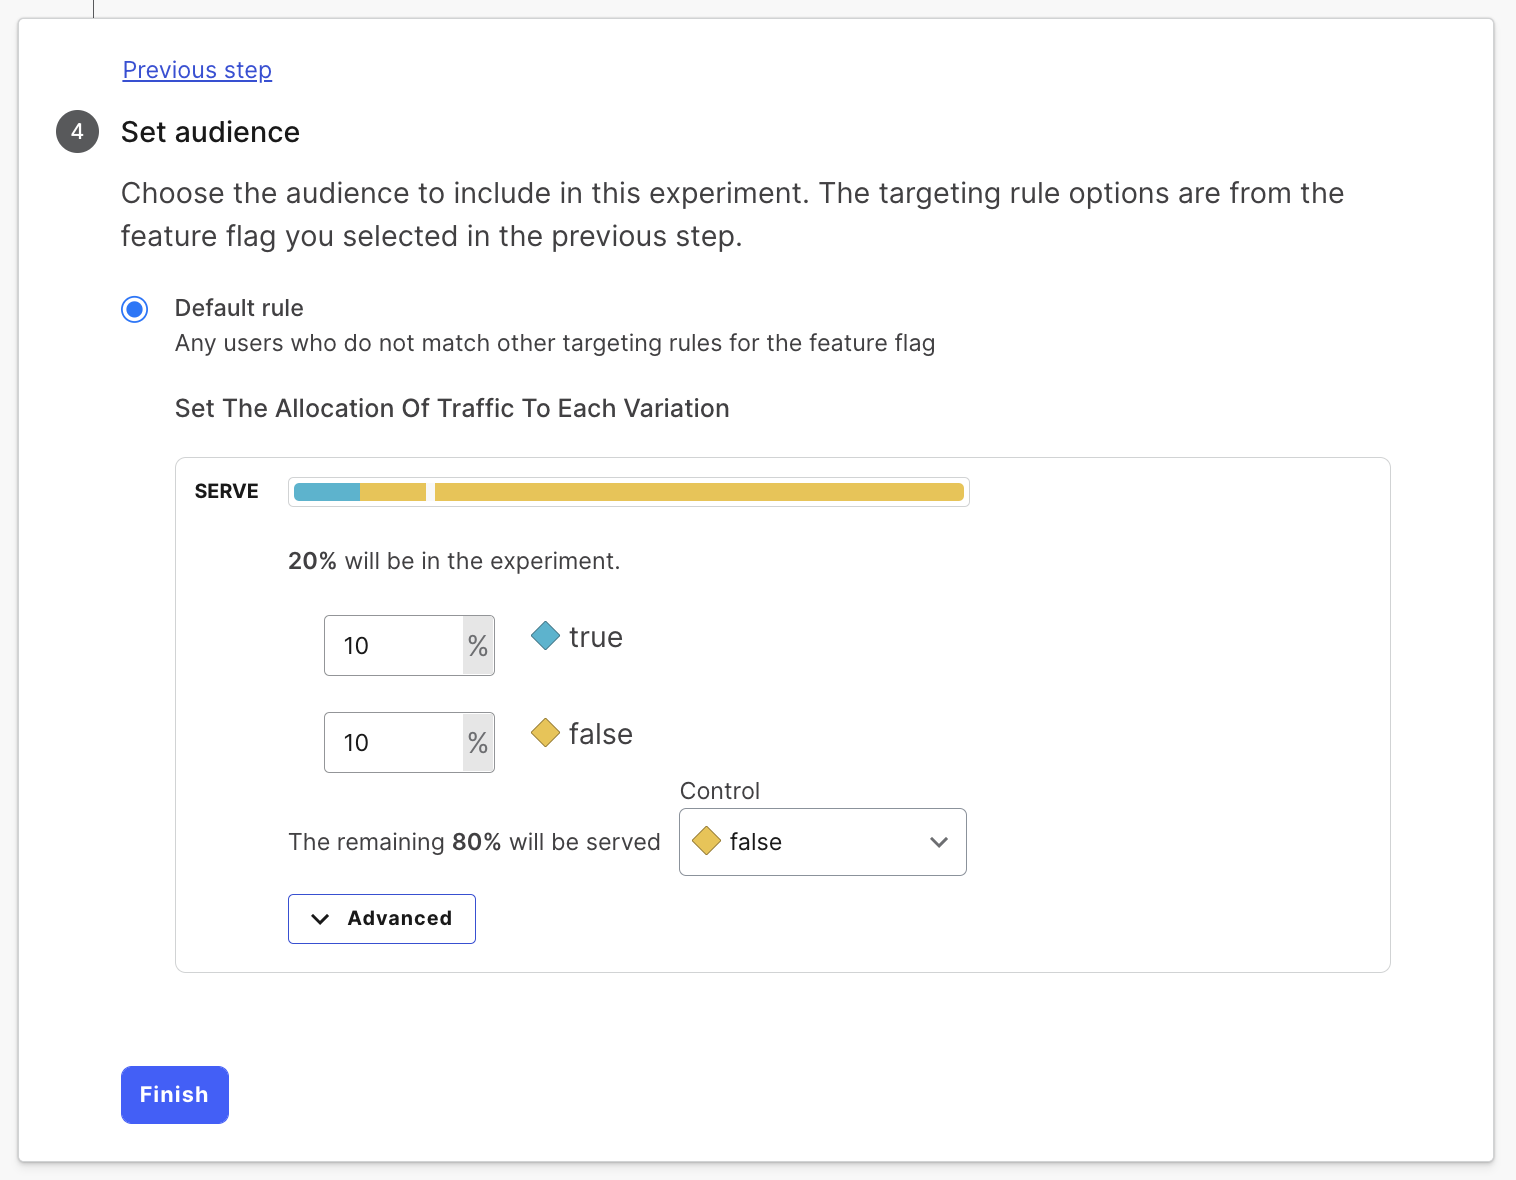 Previous step
4
Set audience
Choose the audience to include in this experiment. The targeting rule options are from the
feature flag you selected in the previous step.
Default rule
Any users who do not match other targeting rules for the feature flag
Set The Allocation Of Traffic To Each Variation
SERVE
20% will be in the experiment.
10 % true
10 % false
Control
The remaining 80% will be served false
Advanced
Finish